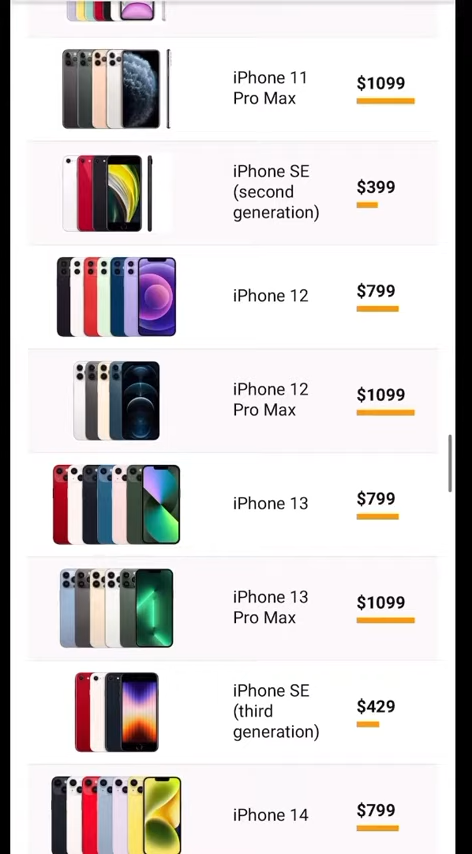 iPhone 11
Pro Max
$1099
iPhone SE
(second
generation)
$399
iPhone 12
$799
iPhone 12
Pro Max
$1099
iPhone 13
$799
iPhone 13
Pro Max
$1099
iPhone SE
(third
generation)
$429
iPhone 14
$799